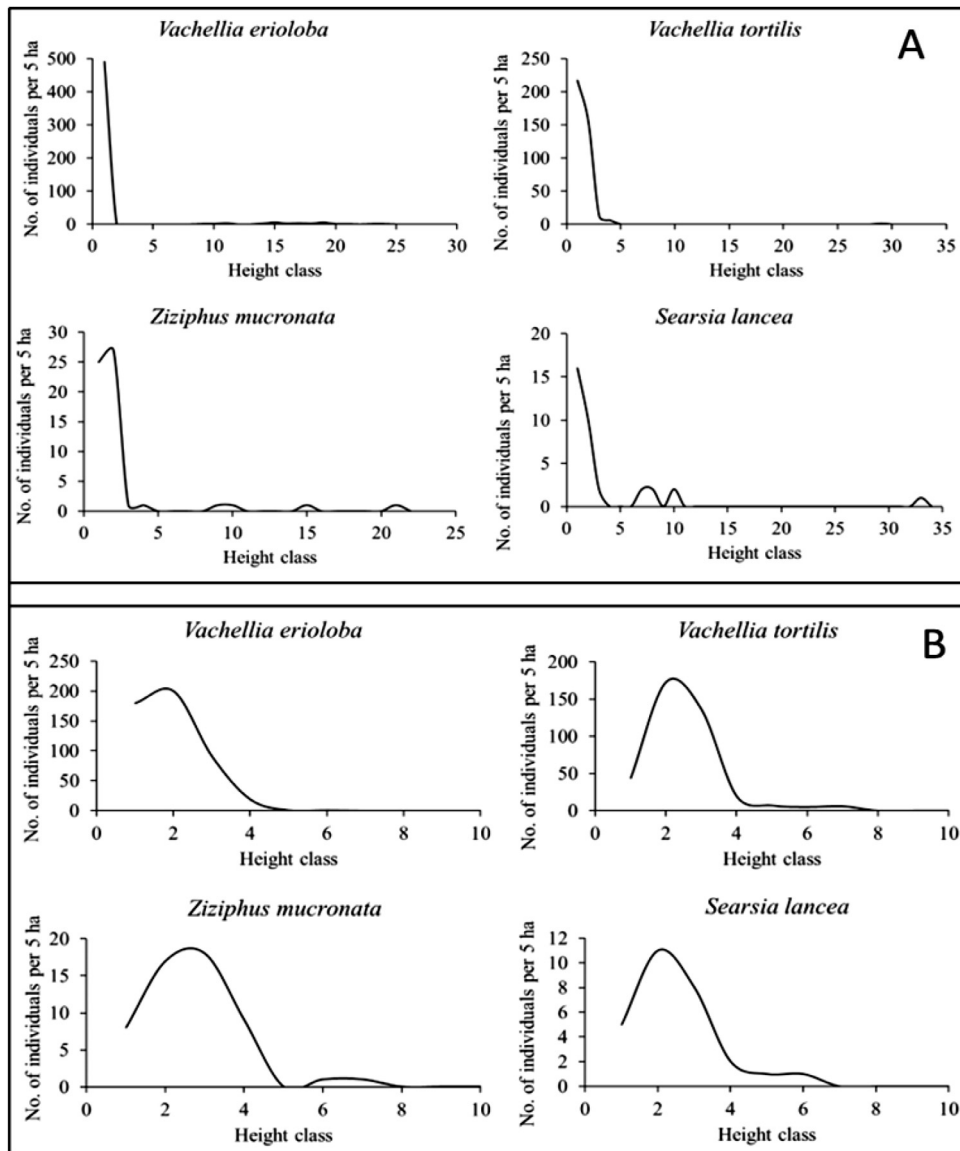 Vachellia erioloba
No. of individuals per 5 ha
500
400
300
200
100
0
0 5 10 15 20 25 30
Height class
Vachellia tortilis
A
No. of individuals per 5 ha
250
200
150
100
50
0
0 5 10 15 20 25 30 35
Height class
Ziziphus mucronata
No. of individuals per 5 ha
30
25
20
15
10
5
0
0 5 10 15 20 25
Height class
Searsia lancea
No. of individuals per 5 ha
20
15
10
5
0
0 5 10 15 20 25 30 35
Height class
Vachellia erioloba
No. of individuals per 5 ha
250
200
150
100
50
0
0 2 4 6 8 10
Height class
Vachellia tortilis
B
No. of individuals per 5 ha
200
150
100
50
0
0 2 4 6 8 10
Height class
Ziziphus mucronata
No. of individuals per 5 ha
20
15
10
5
0
0 2 4 6 8 10
Height class
Searsia lancea
No. of individuals per 5 ha
12
10
8
6
4
2
0
0 2 4 6 8 10
Height class